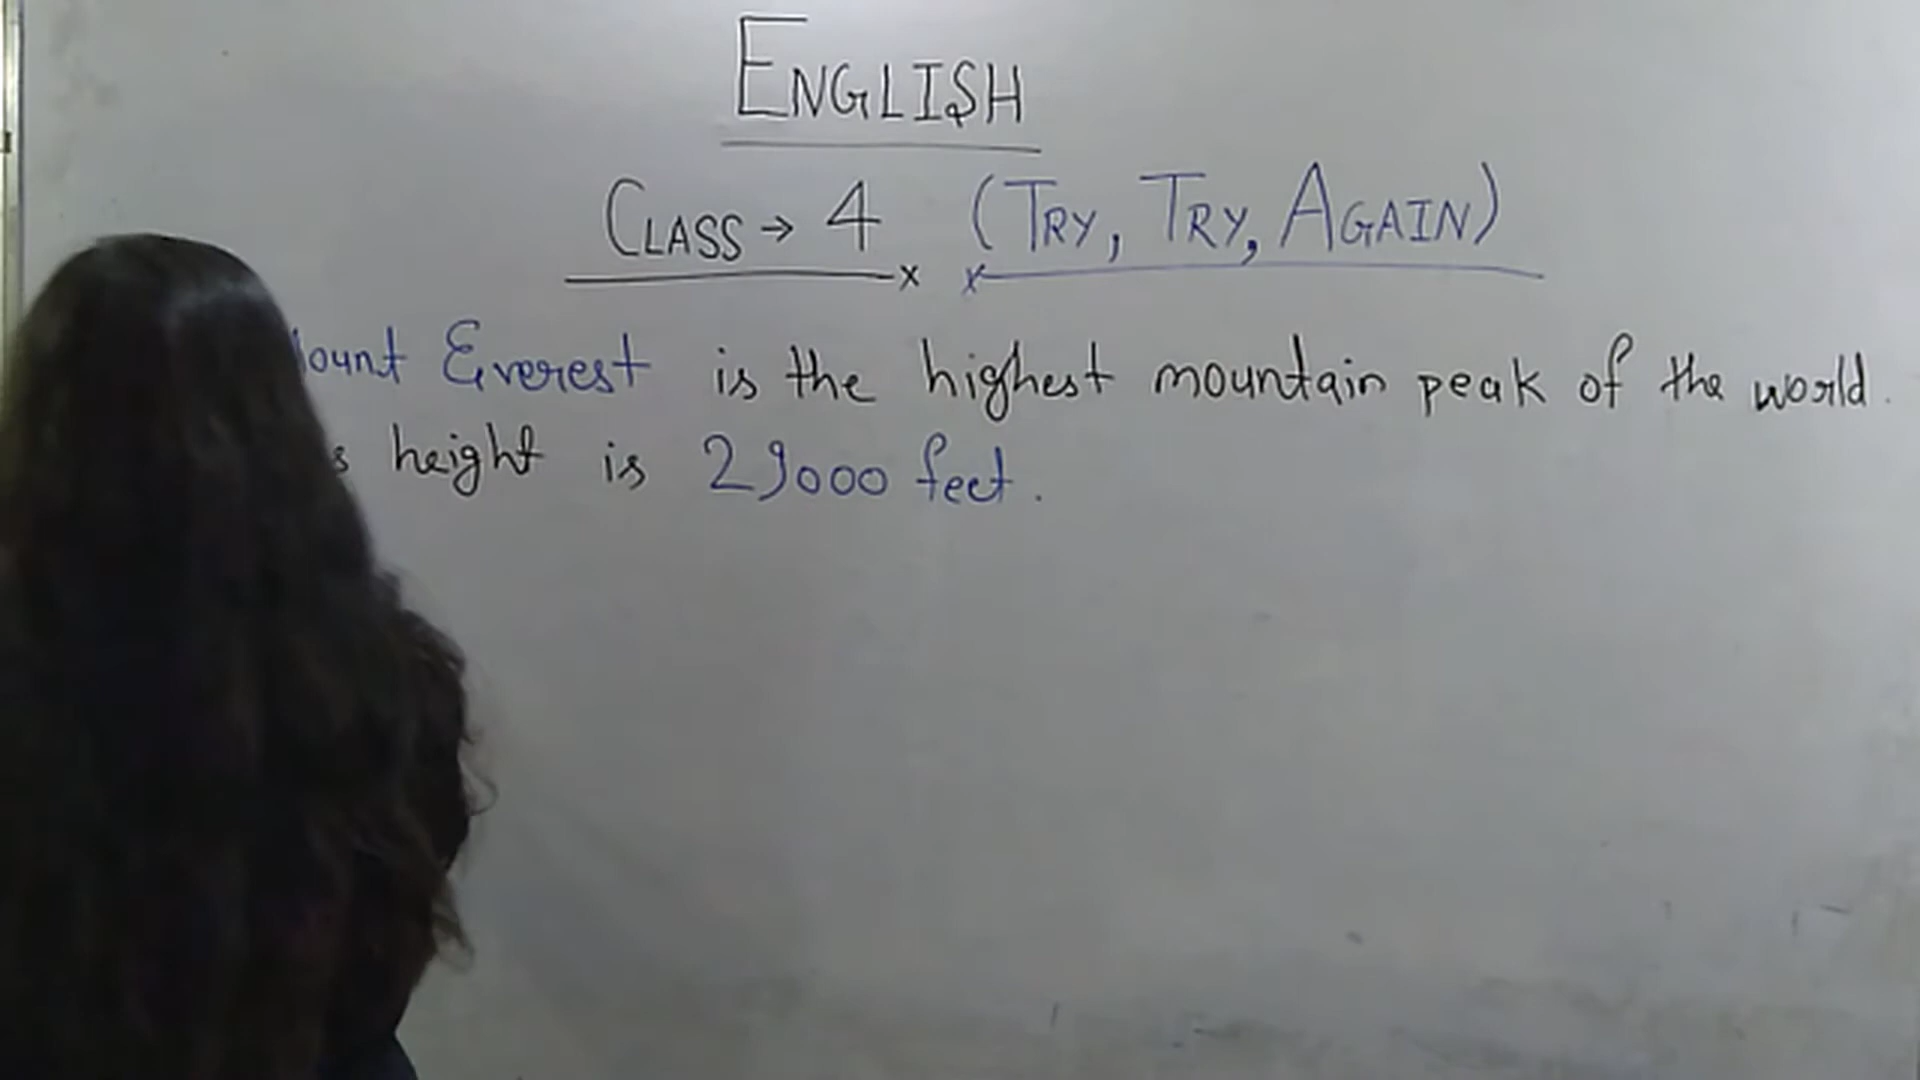 ENGLISH
CLASS → 4 (TRY, TRY, AGAIN)
Mount Everest is the highest mountain peak of the world.
height is 29000 feet.